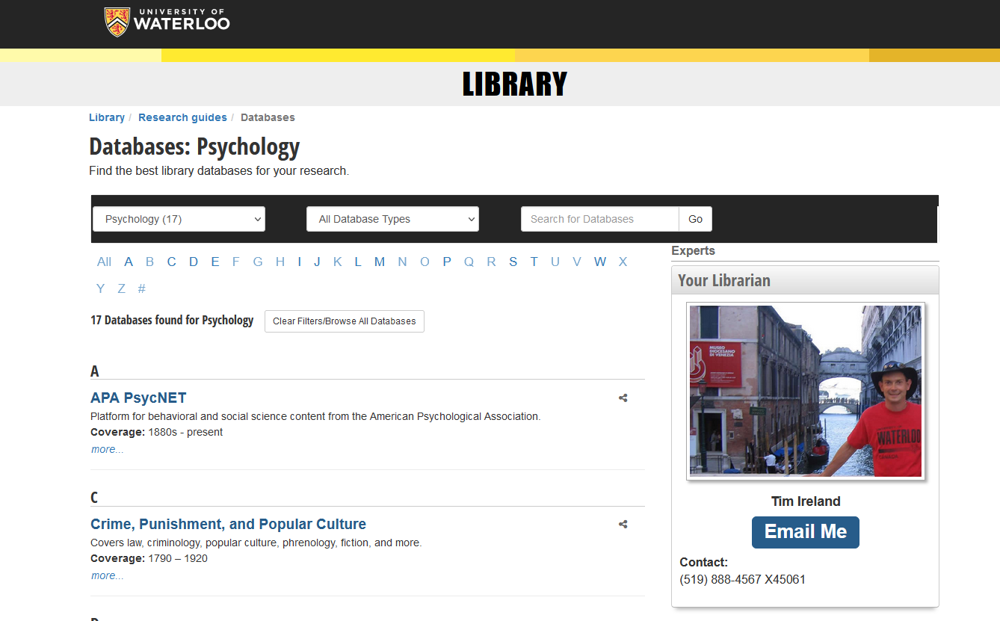 UNIVERSITY OF
WATERLOO
LIBRARY
Library / Research guides / Databases
Databases: Psychology
Find the best library databases for your research.
Psychology (17) All Database Types Search for Databases Go
All A B C D E F G H I J K L M N O P Q R S T U V W X
Y Z #
17 Databases found for Psychology Clear Filters/Browse All Databases
A
APA PsycNET
Platform for behavioral and social science content from the American Psychological Association.
Coverage: 1880s - present
more...
C
Crime, Punishment, and Popular Culture
Covers law, criminology, popular culture, phrenology, fiction, and more.
Coverage: 1790 – 1920
more...
Experts
Your Librarian
MUSEO
DIOCESANO
DI VENEZIA
WATERLOO
Tim Ireland
Email Me
Contact:
(519) 888-4567 X45061